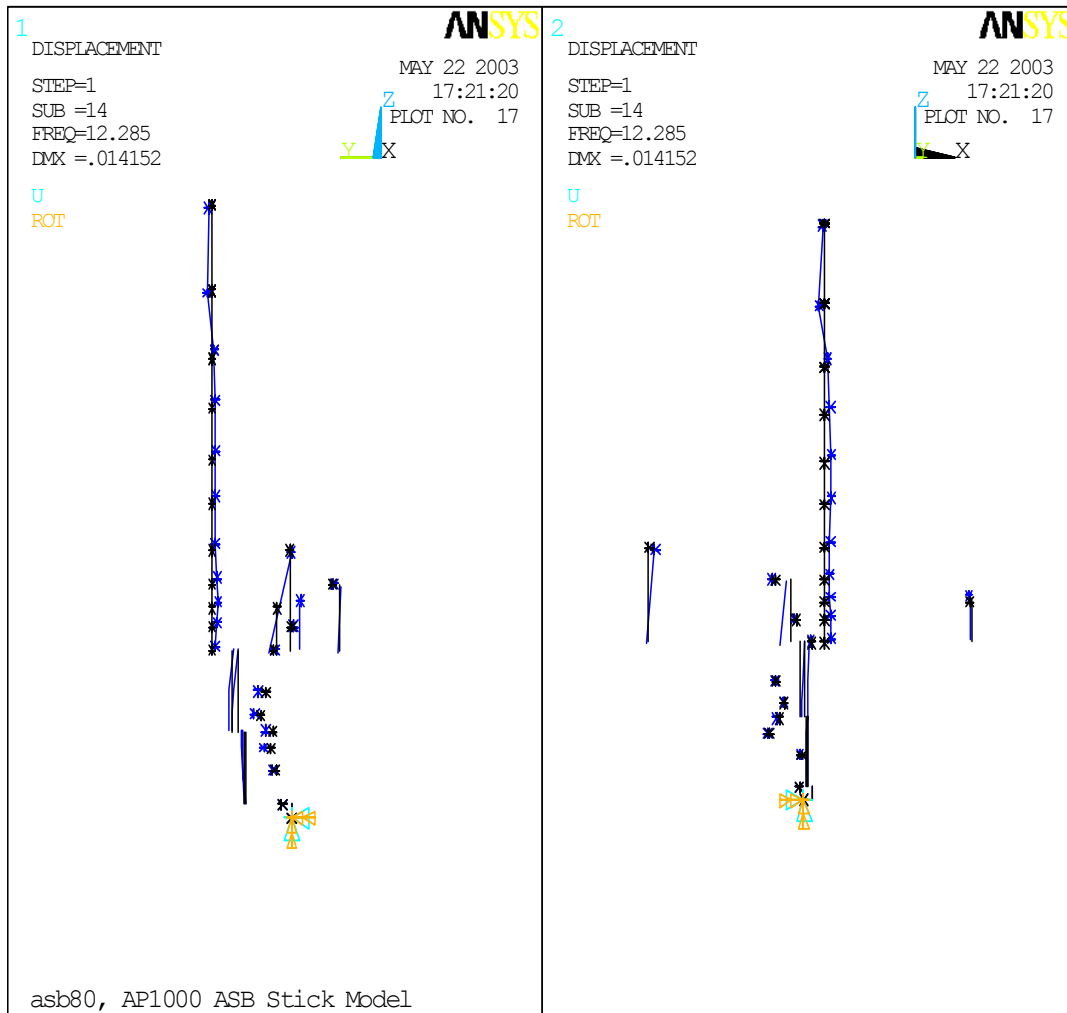 1
ANSYS
DISPLACEMENT
MAY 22 2003
STEP=1
17:21:20
SUB =14
PLOT NO. 17
FREQ=12.285
DMX =.014152
Z
Y
X
U
ROT
asb80, AP1000 ASB Stick Model
2
ANSYS
DISPLACEMENT
MAY 22 2003
STEP=1
17:21:20
SUB =14
PLOT NO. 17
FREQ=12.285
DMX =.014152
Z
Y
X
U
ROT